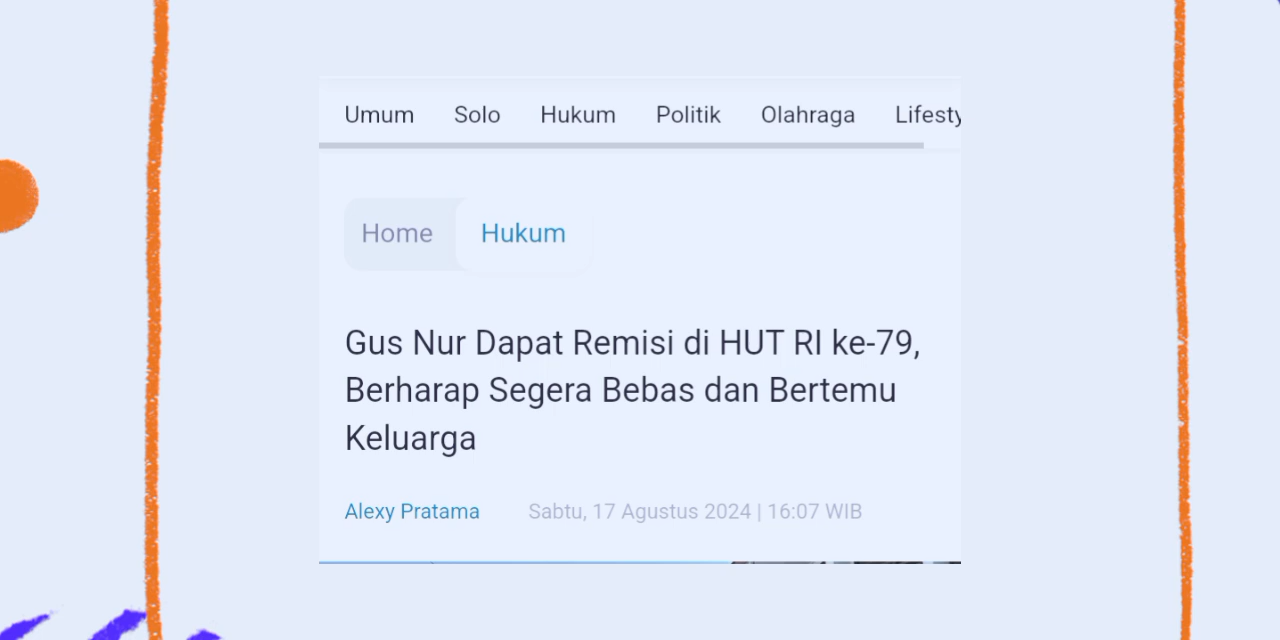 Umum Solo Hukum Politik Olahraga Lifesty
Home Hukum
Gus Nur Dapat Remisi di HUT RI ke-79,
Berharap Segera Bebas dan Bertemu
Keluarga
Alexy Pratama Sabtu, 17 Agustus 2024 | 16:07 WIB